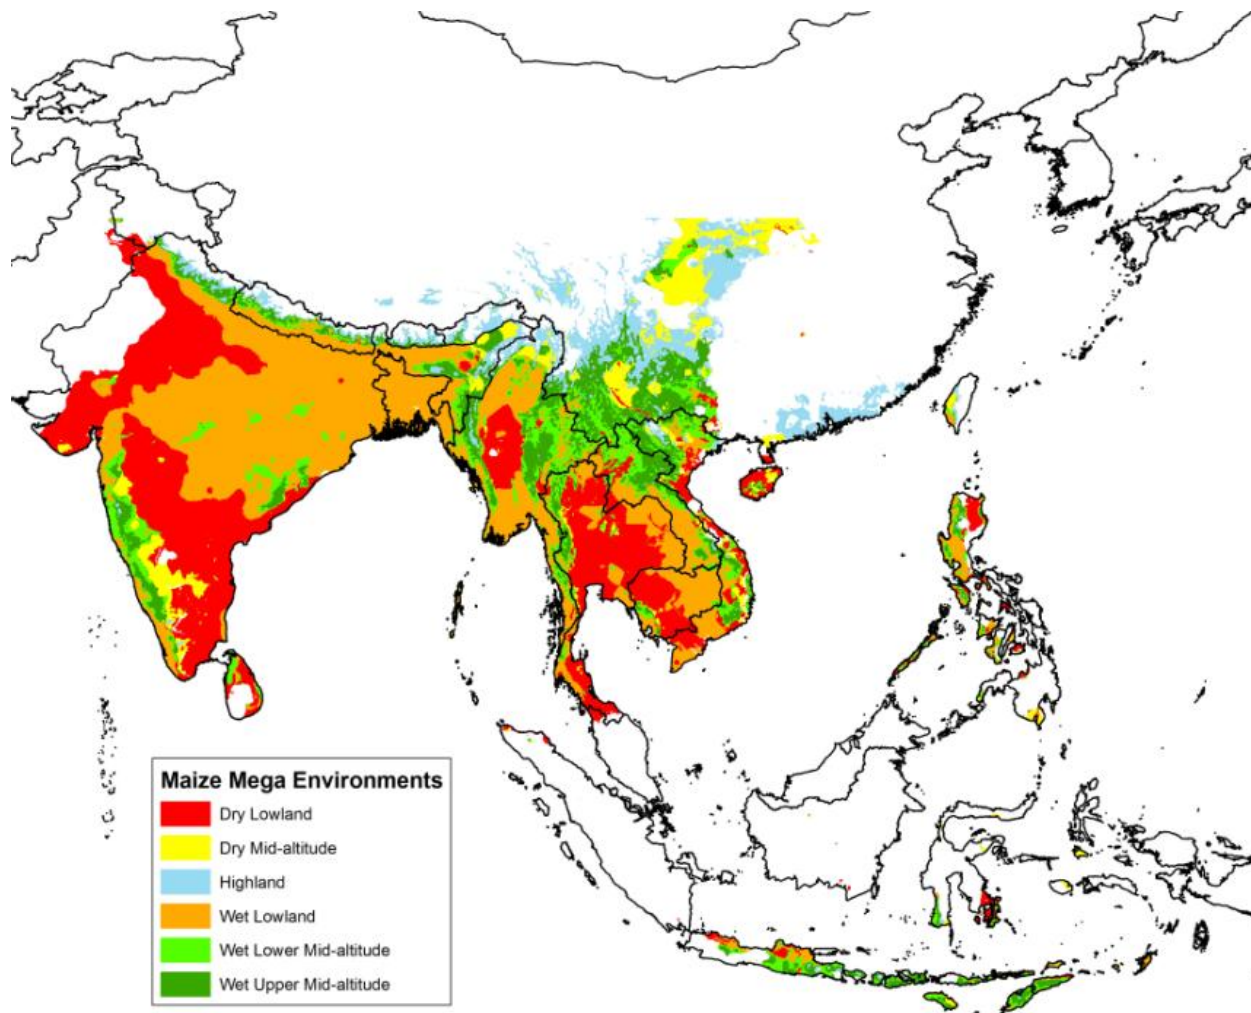 Maize Mega Environments
Dry Lowland
Dry Mid-altitude
Highland
Wet Lowland
Wet Lower Mid-altitude
Wet Upper Mid-altitude